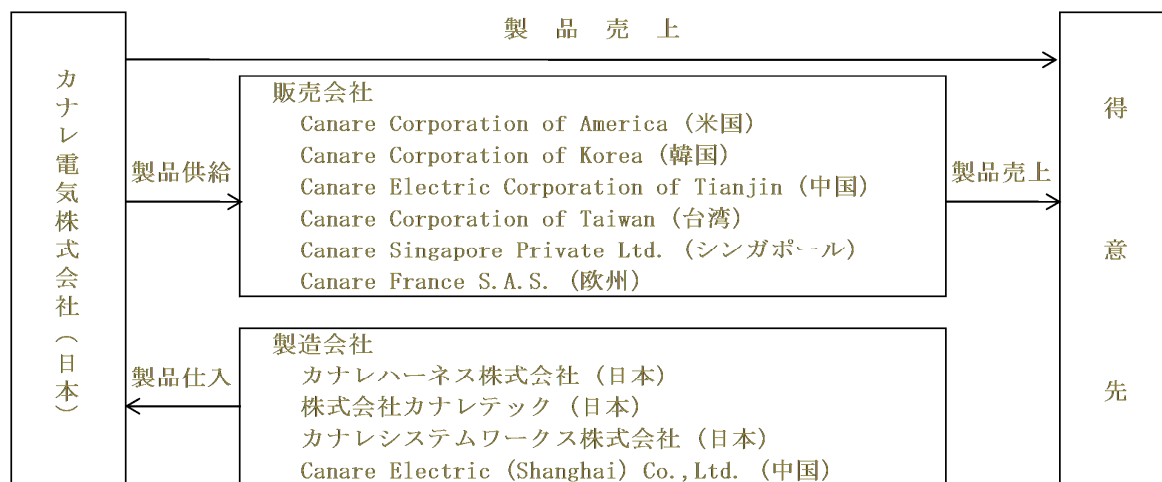 製品売上
カナレ電気株式会社（日本）
販売会社
Canare Corporation of America (米国)
Canare Corporation of Korea (韓国)
製品供給
Canare Electric Corporation of Tianjin (中国)
製品売上
Canare Corporation of Taiwan (台湾)
Canare Singapore Private Ltd. (シンガポール)
Canare France S.A.S. (欧州)
得意先
製造会社
カナレハーネス株式会社 (日本)
製品仕入
株式会社カナレテック (日本)
カナレシステムワークス株式会社 (日本)
Canare Electric (Shanghai) Co.,Ltd. (中国)